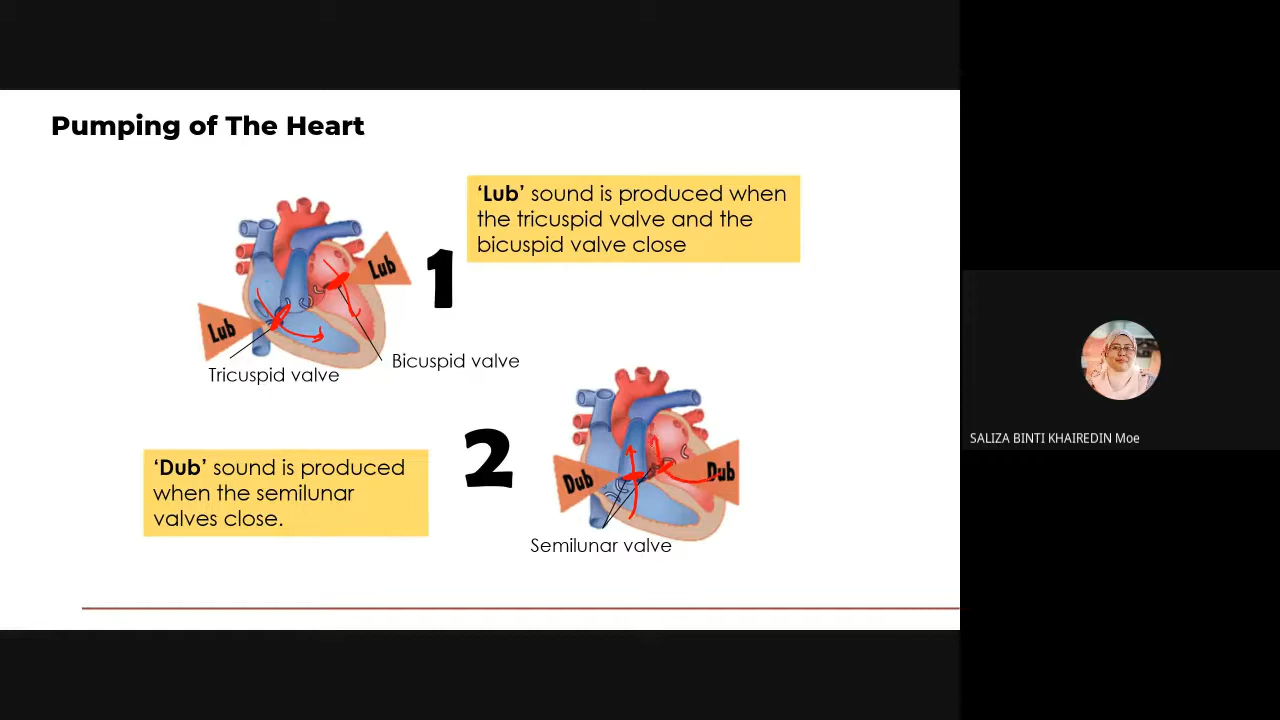 Pumping of The Heart
‘Lub’ sound is produced when
the tricuspid valve and the
bicuspid valve close
1
Lub
Lub
Bicuspid valve
Tricuspid valve
2
‘Dub’ sound is produced
when the semilunar
valves close.
Dub
Dub
Semilunar valve
SALIZA BINTI KHAIREDIN Moe